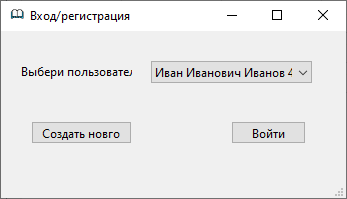 Вход/регистрация
Выбери пользовател
Иван Иванович Иванов 4
Создать новго
Войти